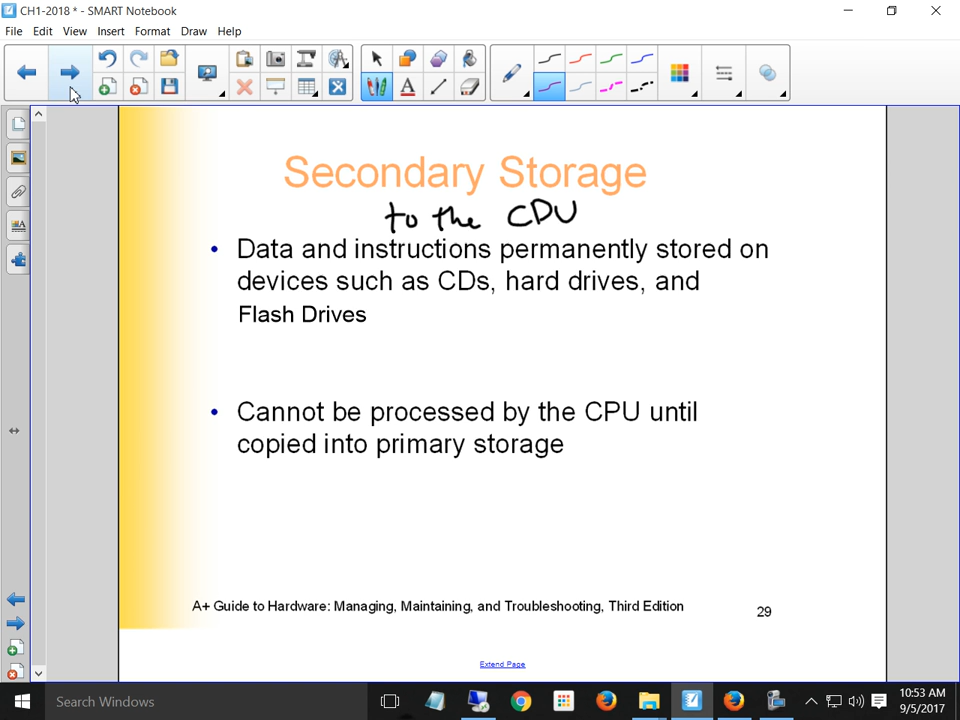 CH1-2018 * - SMART Notebook
File Edit View Insert Format Draw Help
Secondary Storage
to the CPU
• Data and instructions permanently stored on
devices such as CDs, hard drives, and
Flash Drives
• Cannot be processed by the CPU until
copied into primary storage
A+ Guide to Hardware: Managing, Maintaining, and Troubleshooting, Third Edition
29
Extend Page
Search Windows
10:53 AM
9/5/2017